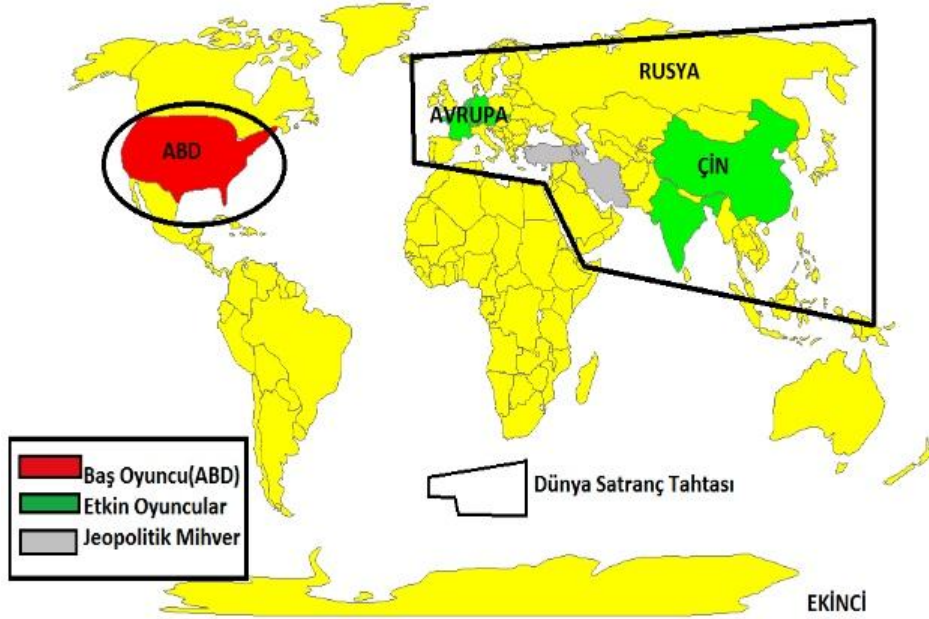 RUSYA
AVRUPA
ABD
ÇİN
Baş Oyuncu(ABD)
Etkin Oyuncular
Jeopolitik Mihver
Dünya Satranç Tahtası
EKİNCİ